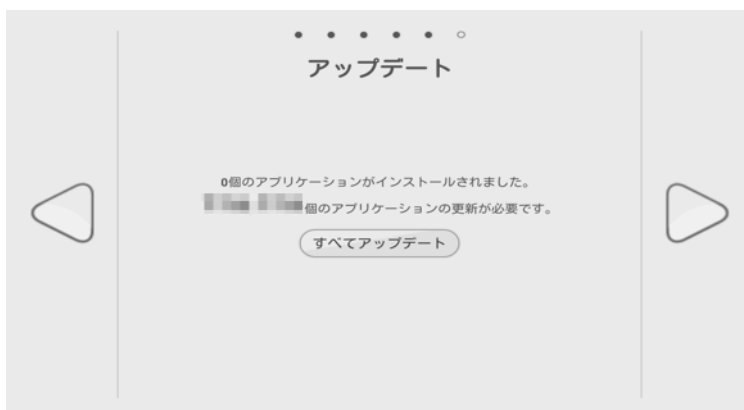 アップデート
0個のアプリケーションがインストールされました。
個のアプリケーションの更新が必要です。
すべてアップデート